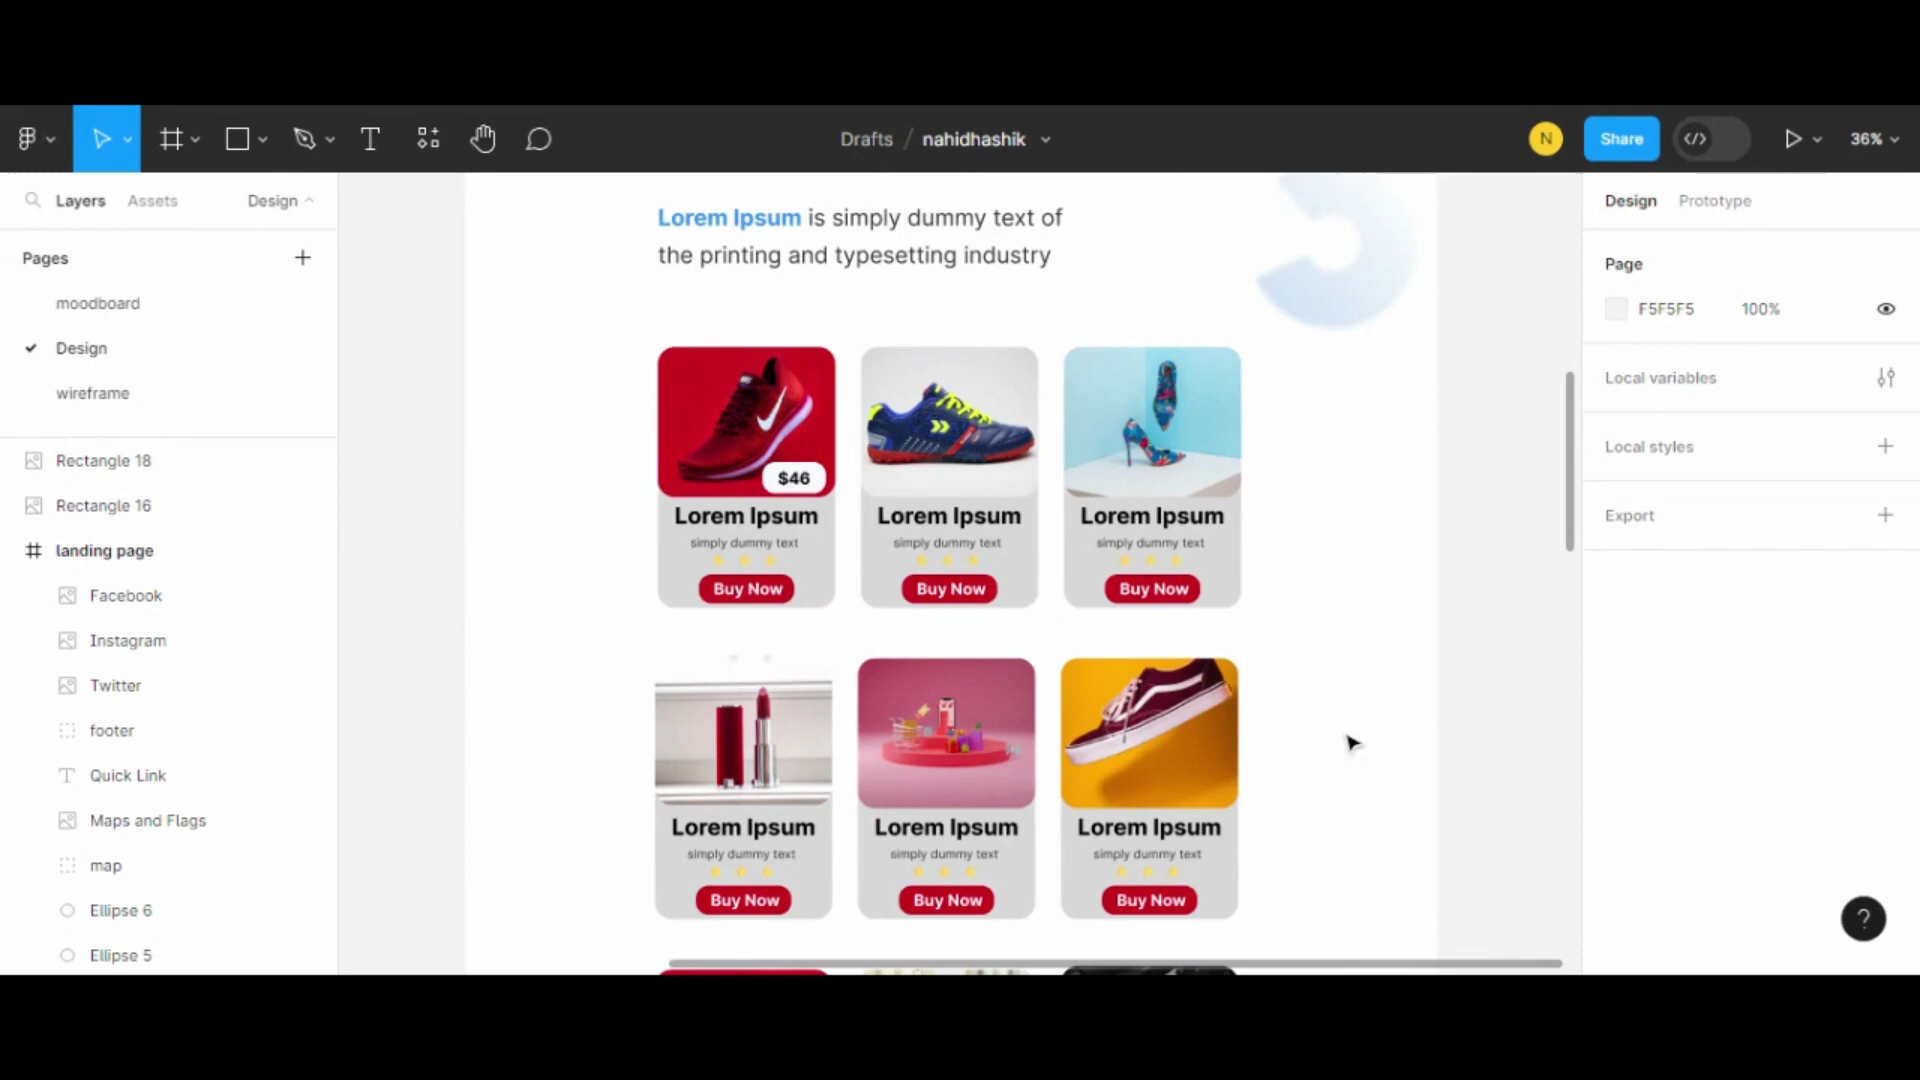 Drafts / nahidhashik
N
Share
36%
Layers
Assets
Design
Pages
moodboard
Design
wireframe
Rectangle 18
Rectangle 16
landing page
Facebook
Instagram
Twitter
footer
Quick Link
Maps and Flags
map
Ellipse 6
Ellipse 5
Lorem Ipsum is simply dummy text of
the printing and typesetting industry
$46
Lorem Ipsum
simply dummy text
Buy Now
Lorem Ipsum
simply dummy text
Buy Now
Lorem Ipsum
simply dummy text
Buy Now
Lorem Ipsum
simply dummy text
Buy Now
Lorem Ipsum
simply dummy text
Buy Now
Lorem Ipsum
simply dummy text
Buy Now
Design
Prototype
Page
F5F5F5
100%
Local variables
Local styles
Export
?